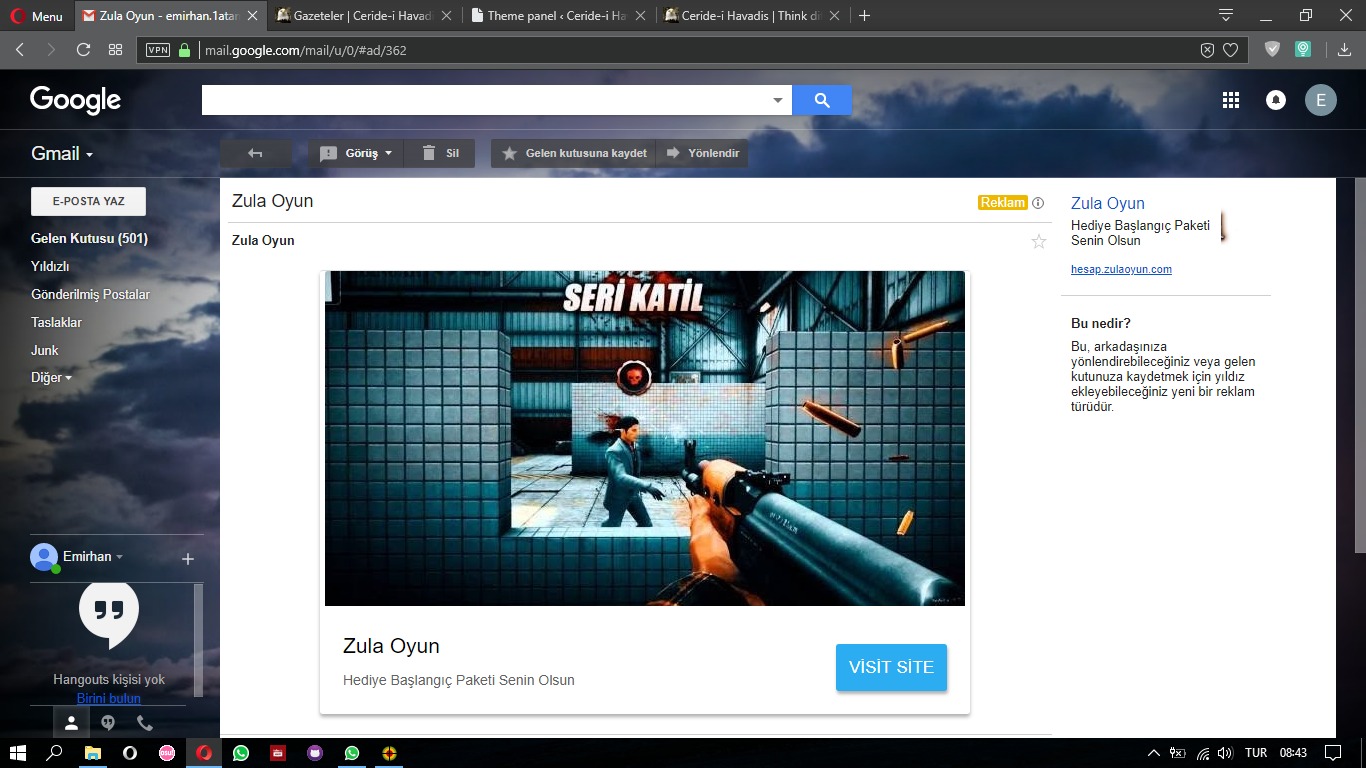 Menu
Zula Oyun - emirhan.1atan
Gazeteler | Ceride-i Havadi
Theme panel ‹ Ceride-i Ha
Ceride-i Havadis | Think di
VPN
mail.google.com/mail/u/0/#ad/362
Google
E
Gmail
Görüş
Sil
Gelen kutusuna kaydet
Yönlendir
E-POSTA YAZ
Gelen Kutusu (501)
Yıldızlı
Gönderilmiş Postalar
Taslaklar
Junk
Diğer
Emirhan
Hangouts kişisi yok
Birini bulun
Zula Oyun
Reklam
Zula Oyun
SERİ KATİL
Zula Oyun
Hediye Başlangıç Paketi Senin Olsun
VİSİT SİTE
Zula Oyun
Hediye Başlangıç Paketi
Senin Olsun
hesap.zulaoyun.com
Bu nedir?
Bu, arkadaşınıza
yönlendirebileceğiniz veya gelen
kutunuza kaydetmek için yıldız
ekleyebileceğiniz yeni bir reklam
türüdür.
osu!
TUR
08:43